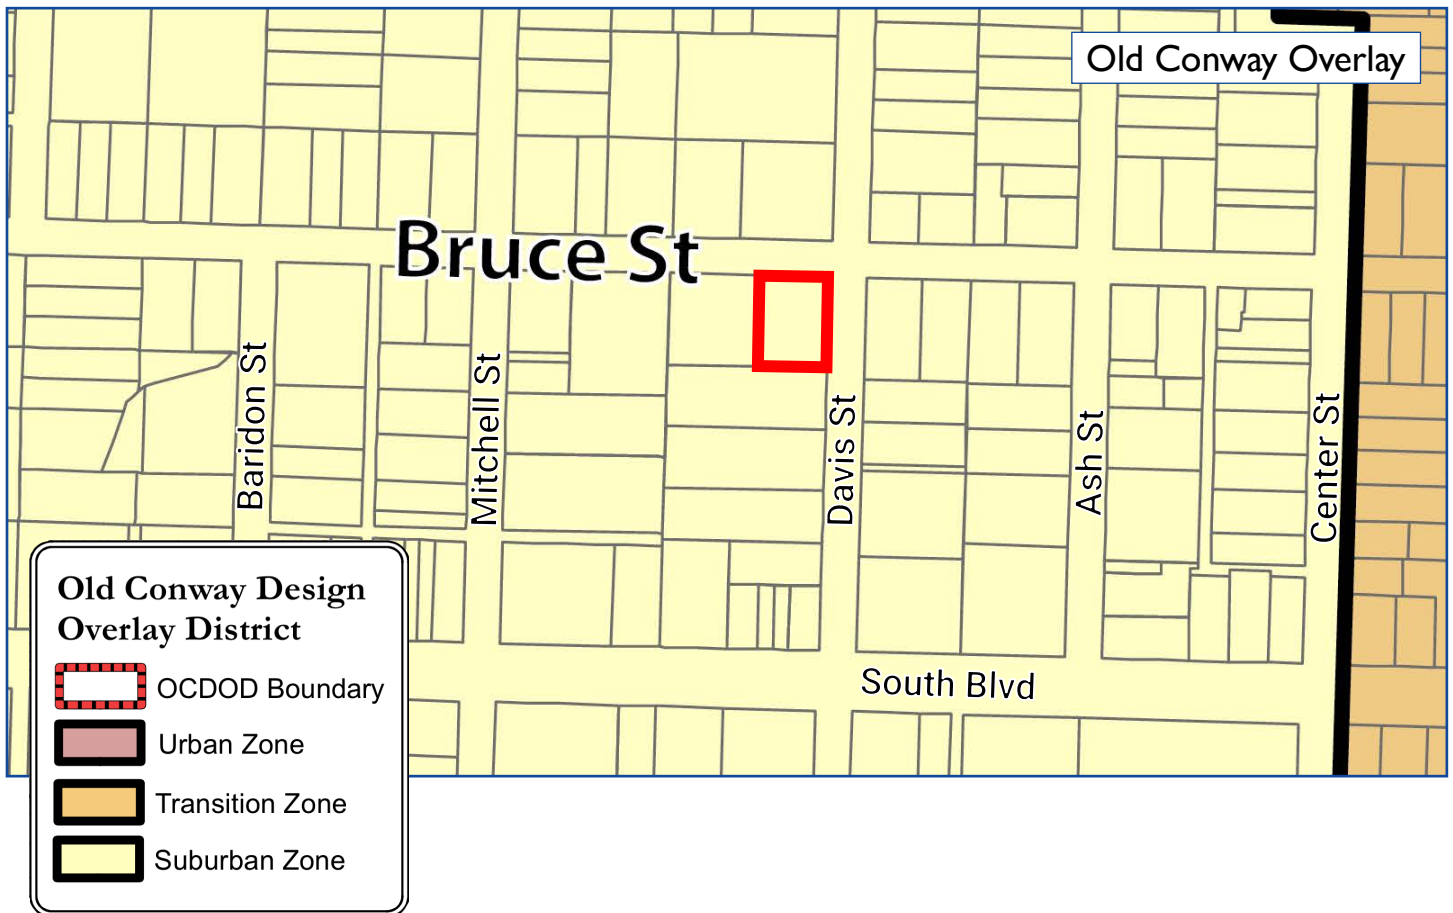 Old Conway Overlay
Bruce St
Baridon St
Mitchell St
Davis St
Ash St
Center St
South Blvd
Old Conway Design
Overlay District
OCDOD Boundary
Urban Zone
Transition Zone
Suburban Zone